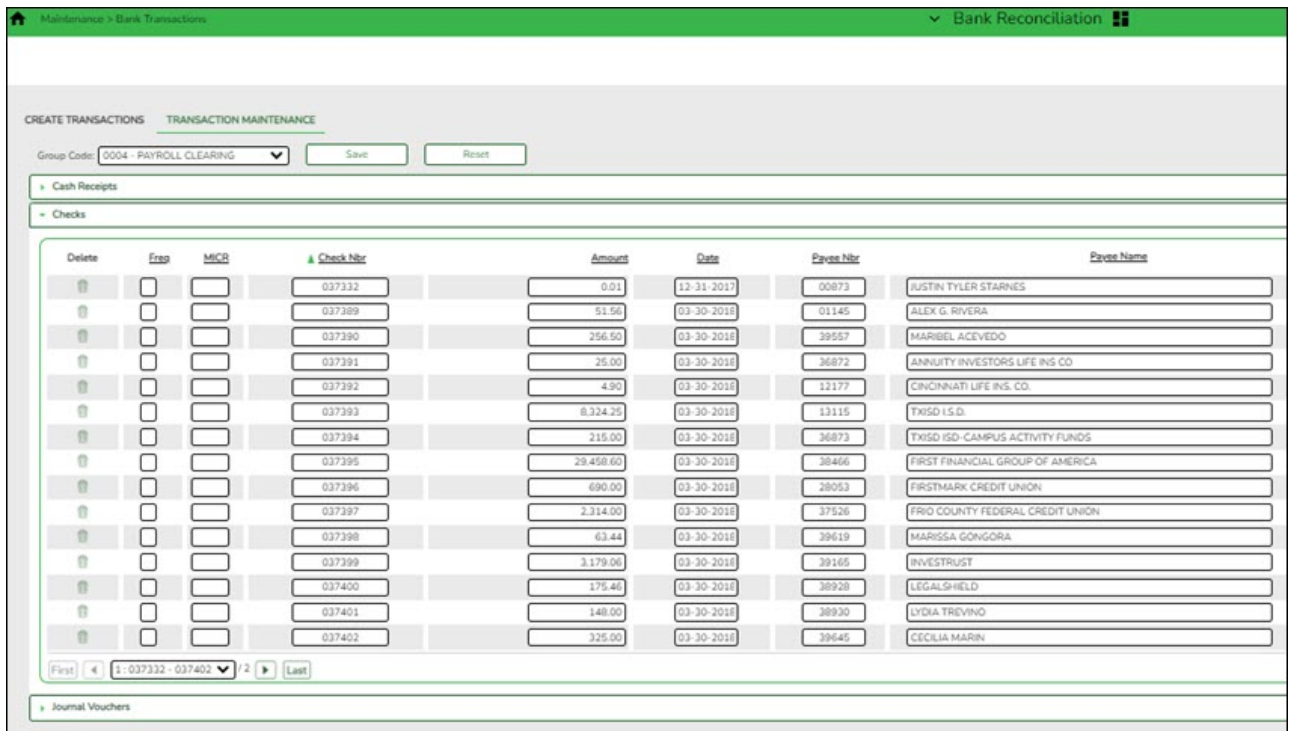 Maintenance > Bank Transactions Bank Reconciliation
CREATE TRANSACTIONS TRANSACTION MAINTENANCE
Group Code: 0004 - PAYROLL CLEARING Save Reset
Cash Receipts
Checks
Delete Freq MICR Check Nbr Amount Date Payee Nbr Payee Name
037332 0.01 12-31-2017 00873 JUSTIN TYLER STARNES
037389 51.56 03-30-2018 01145 ALEX G. RIVERA
037390 256.50 03-30-2018 39557 MARIBEL ACEVEDO
037391 25.00 03-30-2018 36872 ANNUITY INVESTORS LIFE INS CO
037392 4.90 03-30-2018 12177 CINCINNATI LIFE INS. CO.
037393 8,324.25 03-30-2018 13115 TXISD I.S.D.
037394 215.00 03-30-2018 36873 TXISD ISD-CAMPUS ACTIVITY FUNDS
037395 29,458.60 03-30-2018 38466 FIRST FINANCIAL GROUP OF AMERICA
037396 690.00 03-30-2018 28053 FIRSTMARK CREDIT UNION
037397 2,314.00 03-30-2018 37526 FRIO COUNTY FEDERAL CREDIT UNION
037398 63.44 03-30-2018 39619 MARISSA GONGORA
037399 3,179.06 03-30-2018 39165 INVESTRUST
037400 175.46 03-30-2018 38928 LEGALSHIELD
037401 148.00 03-30-2018 38930 LYDIA TREVINO
037402 325.00 03-30-2018 39645 CECILIA MARIN
First 1 : 037332 - 037402 / 2 Last
Journal Vouchers